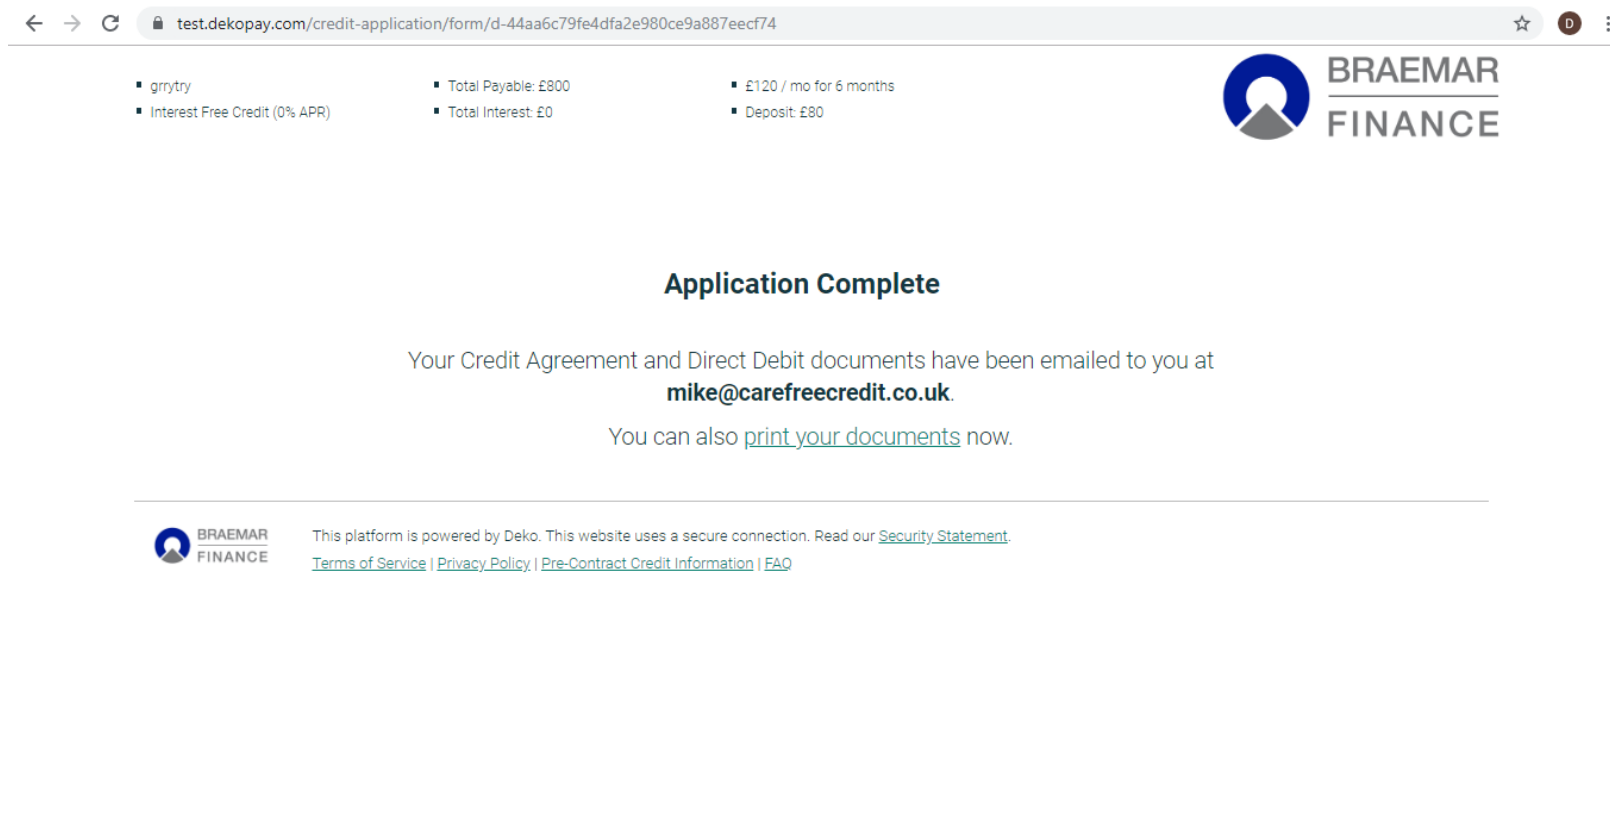 test.dekopay.com/credit-application/form/d-44aa6c79fe4dfa2e980ce9a887eecf74
D
grrytry
Interest Free Credit (0% APR)
Total Payable: £800
Total Interest: £0
£120 / mo for 6 months
Deposit: £80
BRAEMAR
FINANCE
Application Complete
Your Credit Agreement and Direct Debit documents have been emailed to you at
mike@carefreecredit.co.uk.
You can also print your documents now.
BRAEMAR
FINANCE
This platform is powered by Deko. This website uses a secure connection. Read our Security Statement.
Terms of Service | Privacy Policy | Pre-Contract Credit Information | FAQ